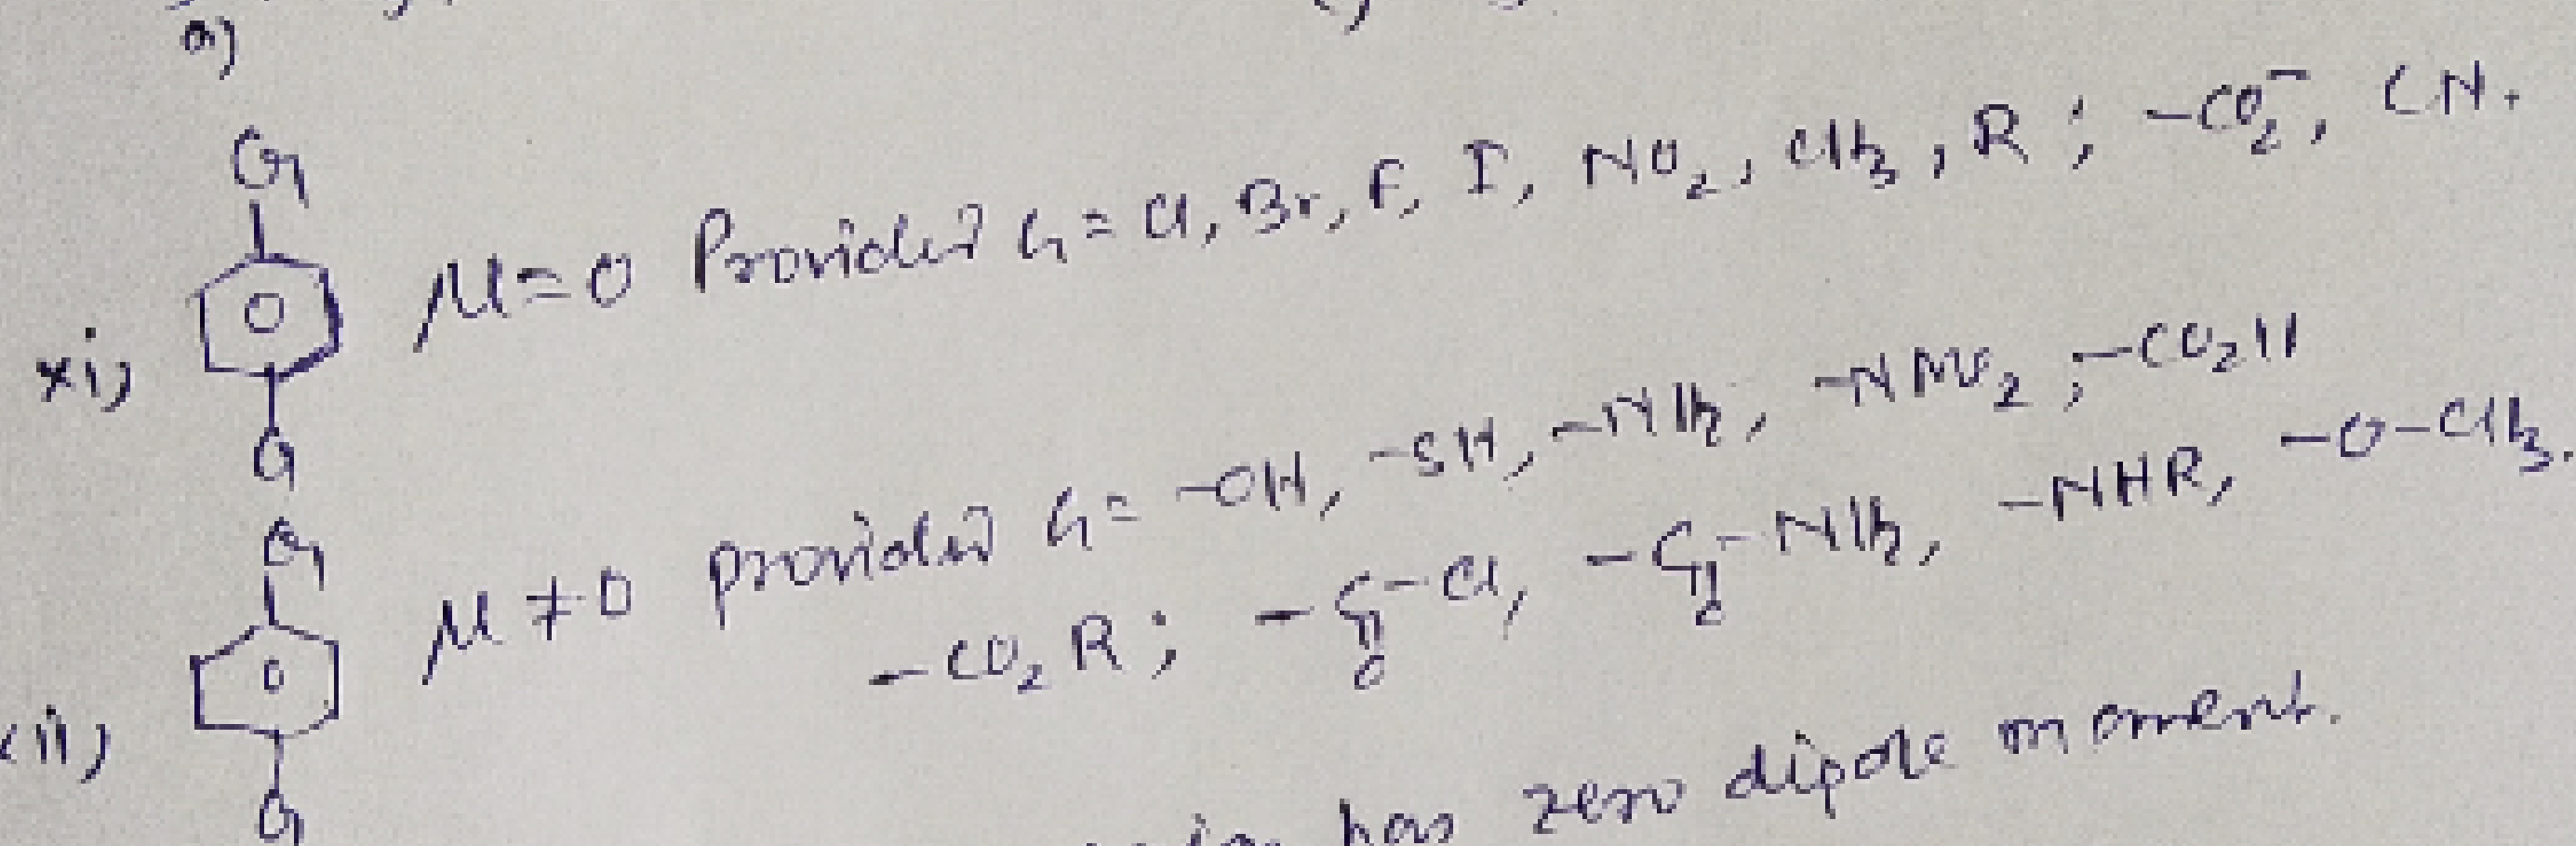 a)
G
xi) μ = 0 Provided G = Cl, Br, F, I, NO2, CH3, R ; -CO2⁻, CN.
G
G
xii) μ ≠ 0 provided G = -OH, -SH, -NH2, -NMe2 ; -CO2H
-CO2R ; -C(=O)-Cl, -C(=O)-NH2, -NHR, -O-CH3.
G
has zero dipole moment.